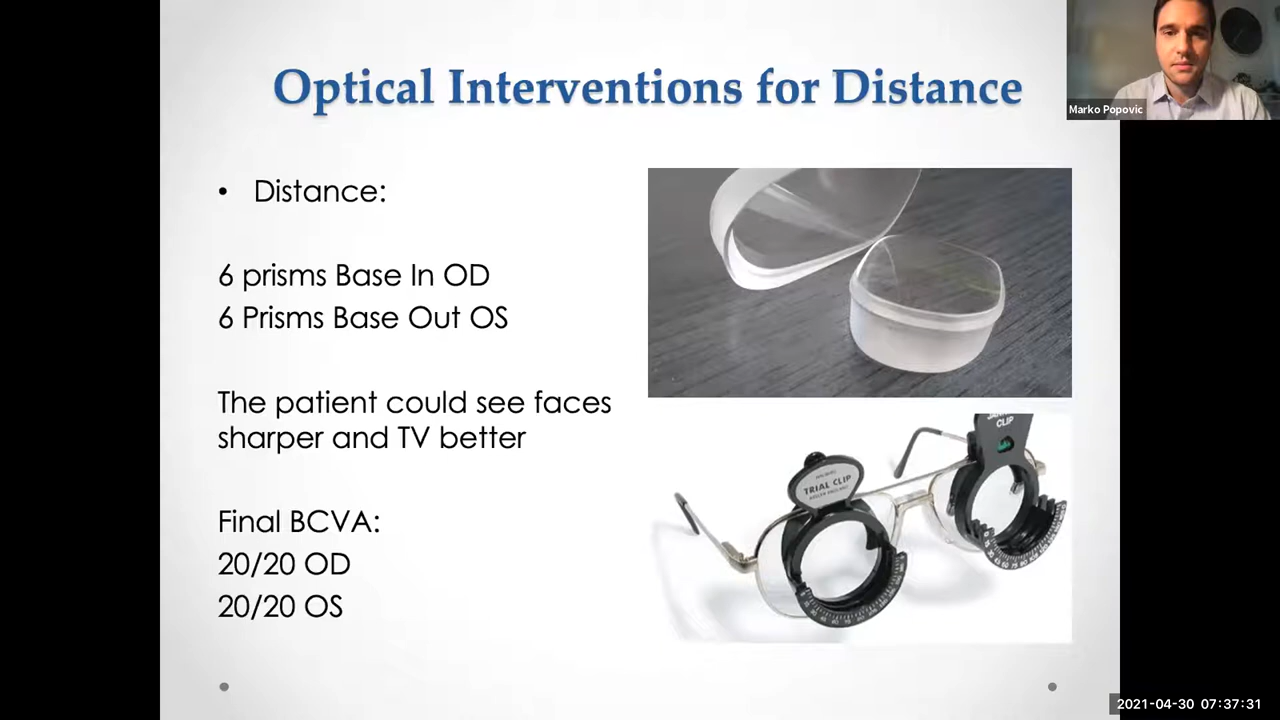 Optical Interventions for Distance
Marko Popovic
• Distance:
6 prisms Base In OD
6 Prisms Base Out OS
The patient could see faces
sharper and TV better
Final BCVA:
20/20 OD
20/20 OS
TRIAL CLIP
CLIP
2021-04-30 07:37:31